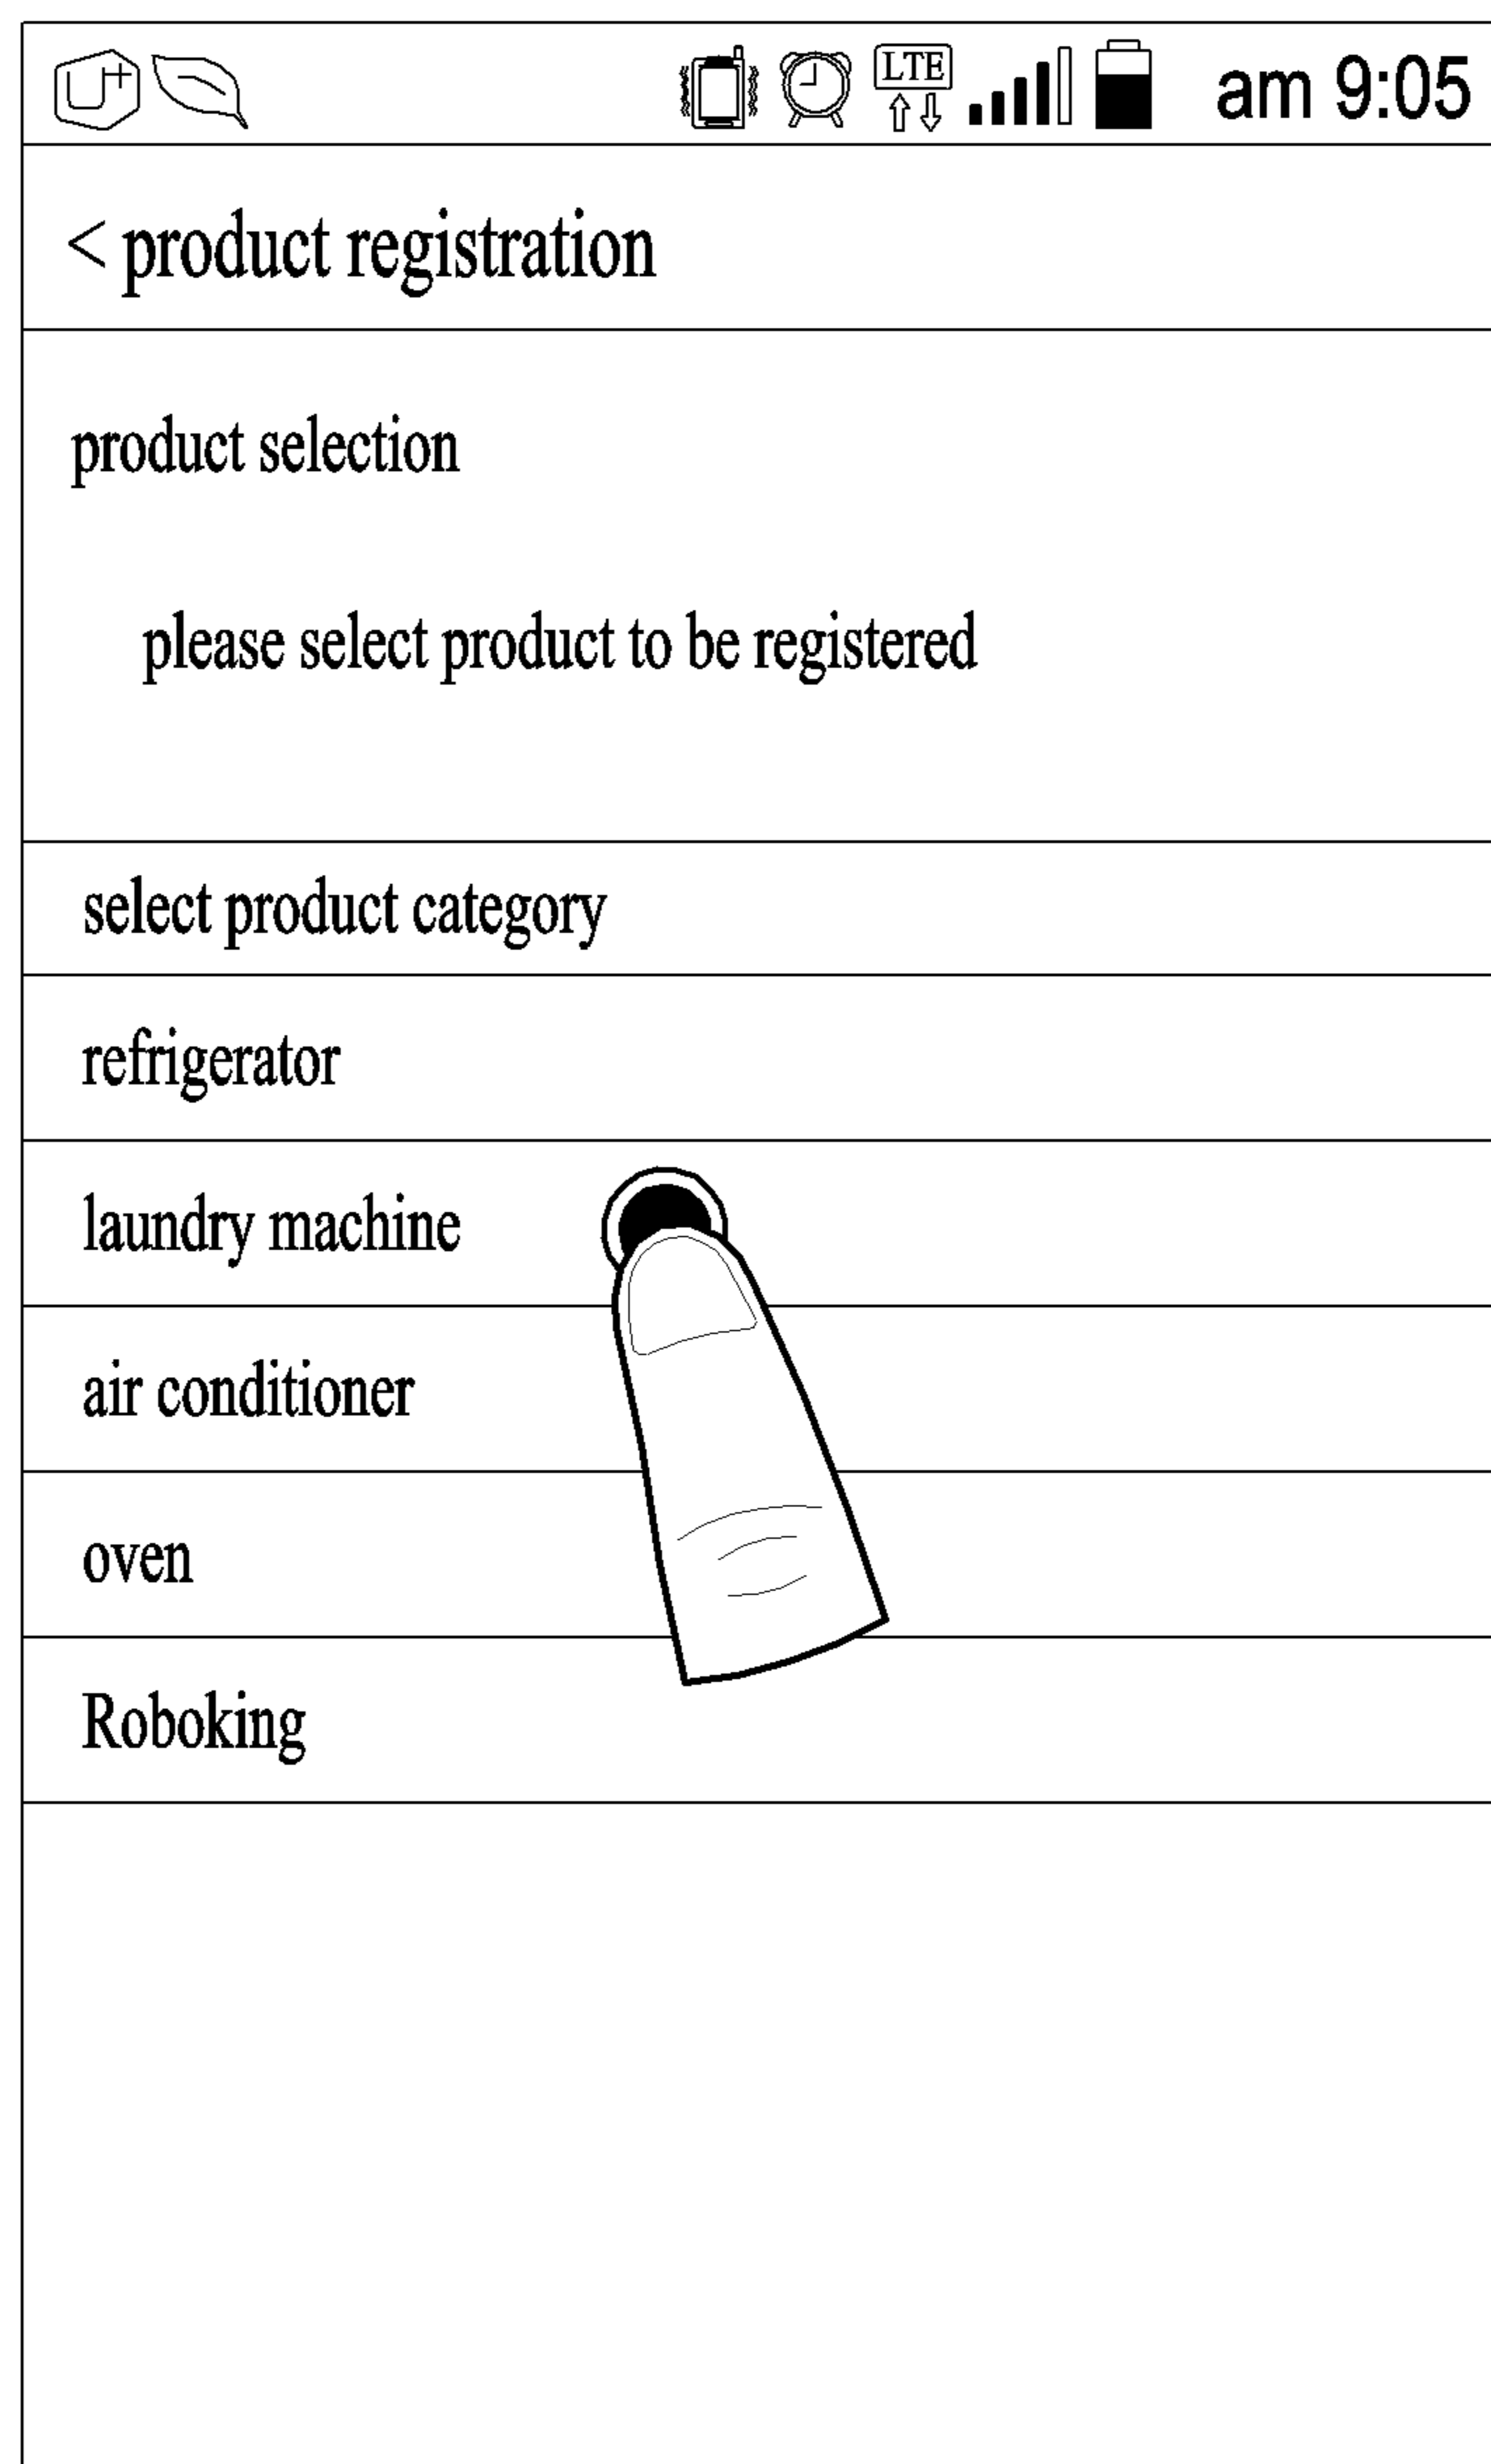 U+ LTE am 9:05
< product registration
product selection
please select product to be registered
select product category
refrigerator
laundry machine
air conditioner
oven
Roboking